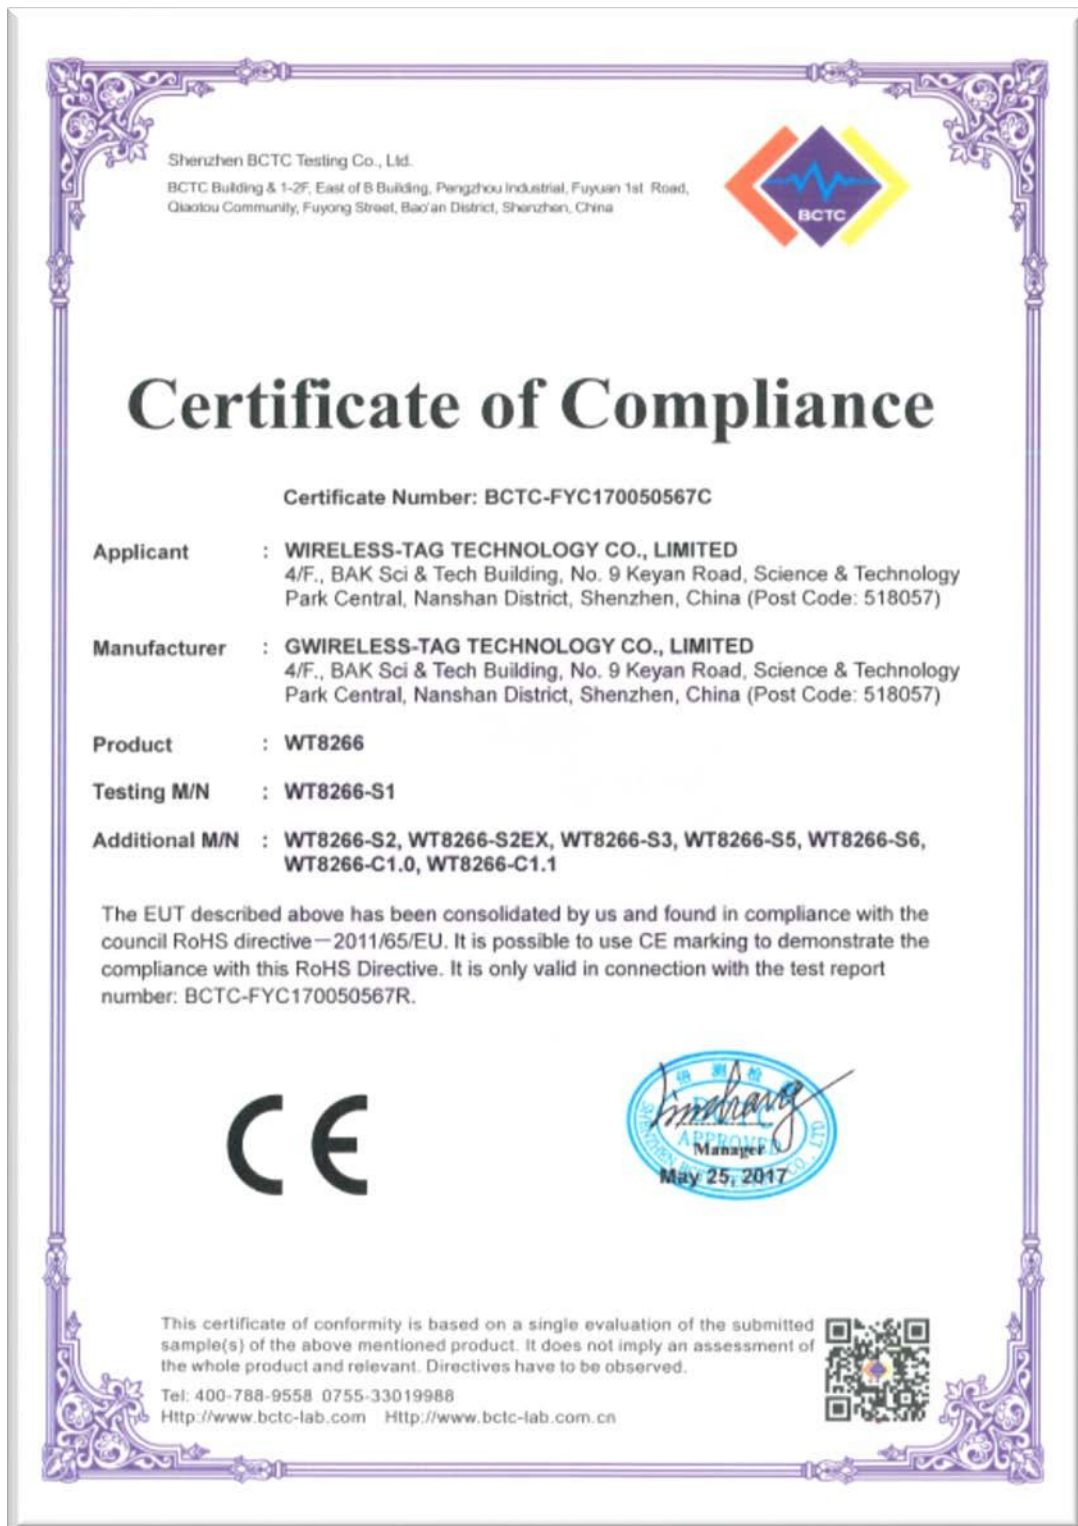 Shenzhen BCTC Testing Co., Ltd.
BCTC Building & 1-2F, East of B Building, Pengzhou Industrial, Fuyuan 1st Road,
Qiaotou Community, Fuyong Street, Bao'an District, Shenzhen, China
BCTC
Certificate of Compliance
Certificate Number: BCTC-FYC170050567C
Applicant : WIRELESS-TAG TECHNOLOGY CO., LIMITED
4/F., BAK Sci & Tech Building, No. 9 Keyan Road, Science & Technology
Park Central, Nanshan District, Shenzhen, China (Post Code: 518057)
Manufacturer : GWIRELESS-TAG TECHNOLOGY CO., LIMITED
4/F., BAK Sci & Tech Building, No. 9 Keyan Road, Science & Technology
Park Central, Nanshan District, Shenzhen, China (Post Code: 518057)
Product : WT8266
Testing M/N : WT8266-S1
Additional M/N : WT8266-S2, WT8266-S2EX, WT8266-S3, WT8266-S5, WT8266-S6,
WT8266-C1.0, WT8266-C1.1
The EUT described above has been consolidated by us and found in compliance with the
council RoHS directive—2011/65/EU. It is possible to use CE marking to demonstrate the
compliance with this RoHS Directive. It is only valid in connection with the test report
number: BCTC-FYC170050567R.
CE
测 检
APPROVED
Manager
May 25, 2017
SHENZHEN BCTC TESTING CO., LTD.
This certificate of conformity is based on a single evaluation of the submitted
sample(s) of the above mentioned product. It does not imply an assessment of
the whole product and relevant. Directives have to be observed.
Tel: 400-788-9558 0755-33019988
Http://www.bctc-lab.com Http://www.bctc-lab.com.cn